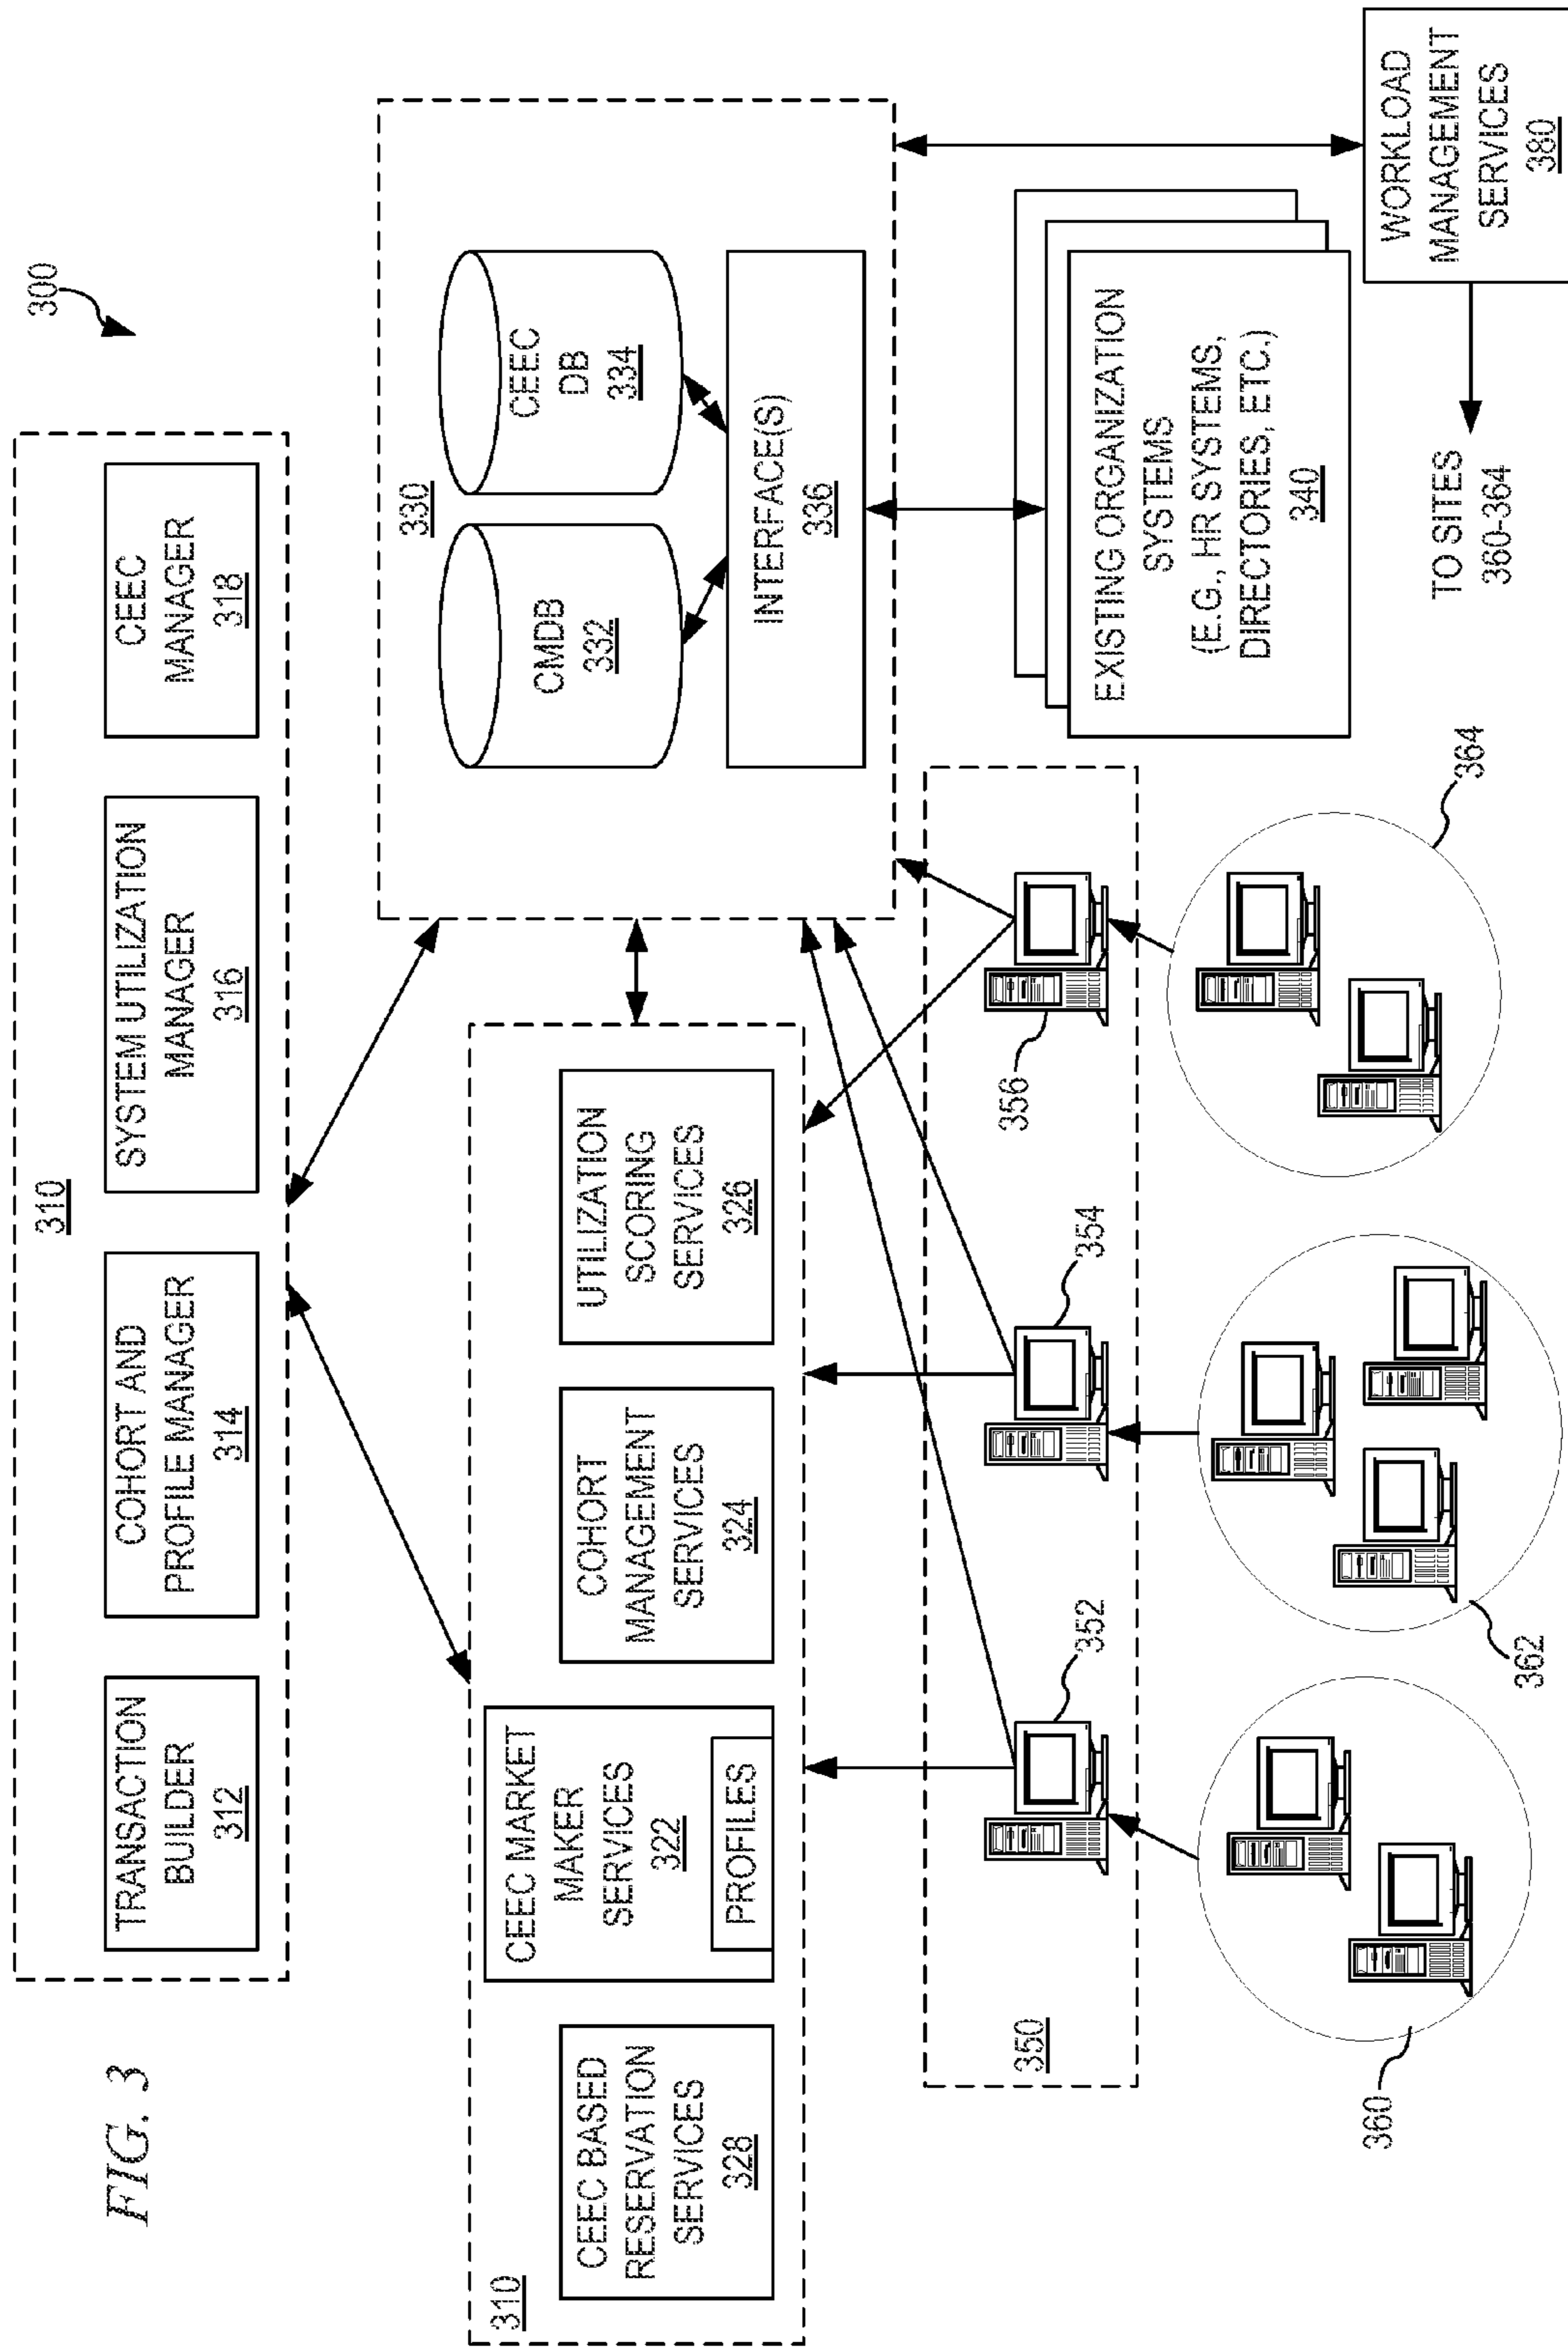 FIG. 3
300
310
TRANSACTION
BUILDER
312
COHORT AND
PROFILE MANAGER
314
SYSTEM UTILIZATION
MANAGER
316
CEEC
MANAGER
318
310
CEEC BASED
RESERVATION
SERVICES
328
CEEC MARKET
MAKER
SERVICES
322
PROFILES
COHORT
MANAGEMENT
SERVICES
324
UTILIZATION
SCORING
SERVICES
326
330
CMDB
332
CEEC
DB
334
INTERFACE(S)
336
350
352
354
356
EXISTING ORGANIZATION
SYSTEMS
(E.G., HR SYSTEMS,
DIRECTORIES, ETC.)
340
360
362
364
TO SITES
360-364
WORKLOAD
MANAGEMENT
SERVICES
380